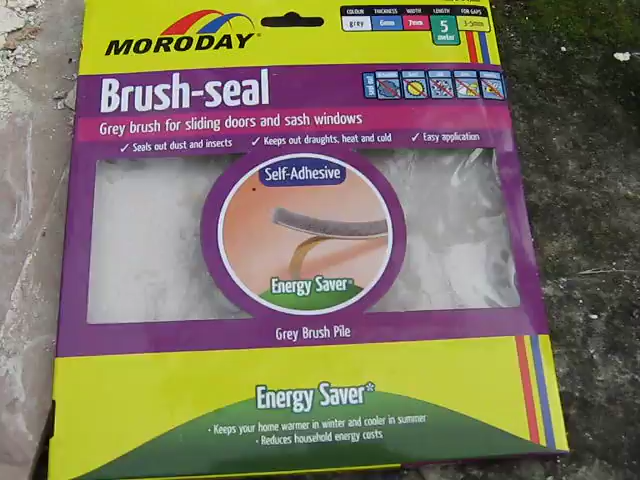 COLOUR THICKNESS WIDTH LENGTH FOR GAPS
grey 6mm 7mm 5 meter 3-5mm
MORODAY
Brush-seal
seal out
Grey brush for sliding doors and sash windows
✓ Seals out dust and insects ✓ Keeps out draughts, heat and cold ✓ Easy application
Self-Adhesive
Energy Saver*
Grey Brush Pile
Energy Saver*
• Keeps your home warmer in winter and cooler in summer
• Reduces household energy costs